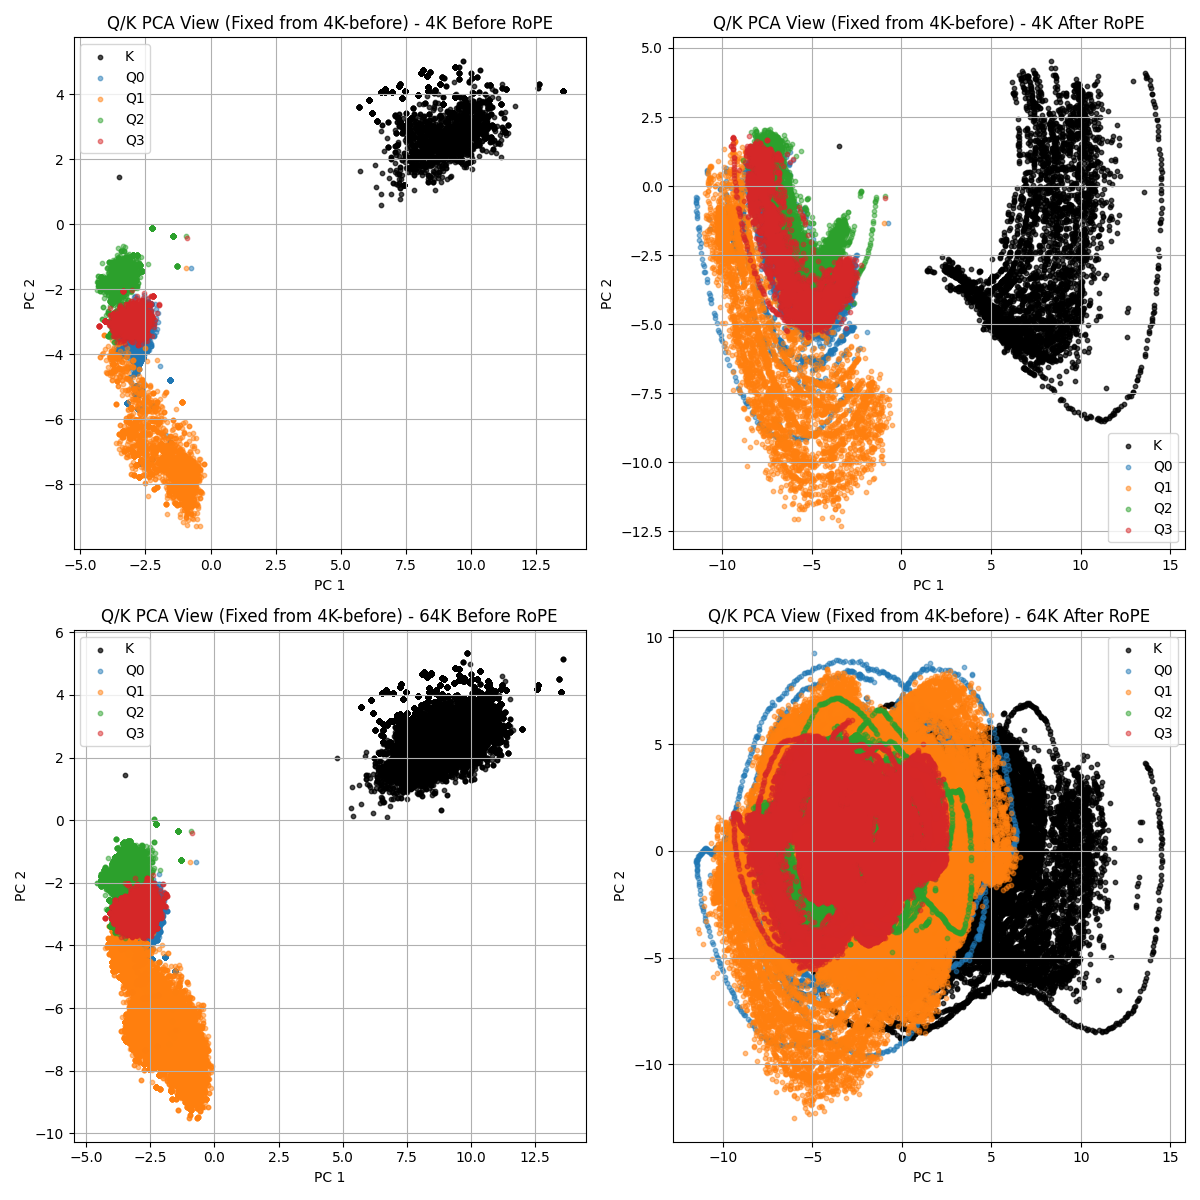 Q/K PCA View (Fixed from 4K-before) - 4K Before RoPE
K
Q0
Q1
Q2
Q3
4
2
0
−2
−4
−6
−8
PC 2
−5.0 −2.5 0.0 2.5 5.0 7.5 10.0 12.5
PC 1
Q/K PCA View (Fixed from 4K-before) - 4K After RoPE
5.0
2.5
0.0
−2.5
−5.0
−7.5
−10.0
−12.5
PC 2
K
Q0
Q1
Q2
Q3
−10 −5 0 5 10 15
PC 1
Q/K PCA View (Fixed from 4K-before) - 64K Before RoPE
K
Q0
Q1
Q2
Q3
6
4
2
0
−2
−4
−6
−8
−10
PC 2
−5.0 −2.5 0.0 2.5 5.0 7.5 10.0 12.5
PC 1
Q/K PCA View (Fixed from 4K-before) - 64K After RoPE
K
Q0
Q1
Q2
Q3
10
5
0
−5
−10
PC 2
−10 −5 0 5 10 15
PC 1